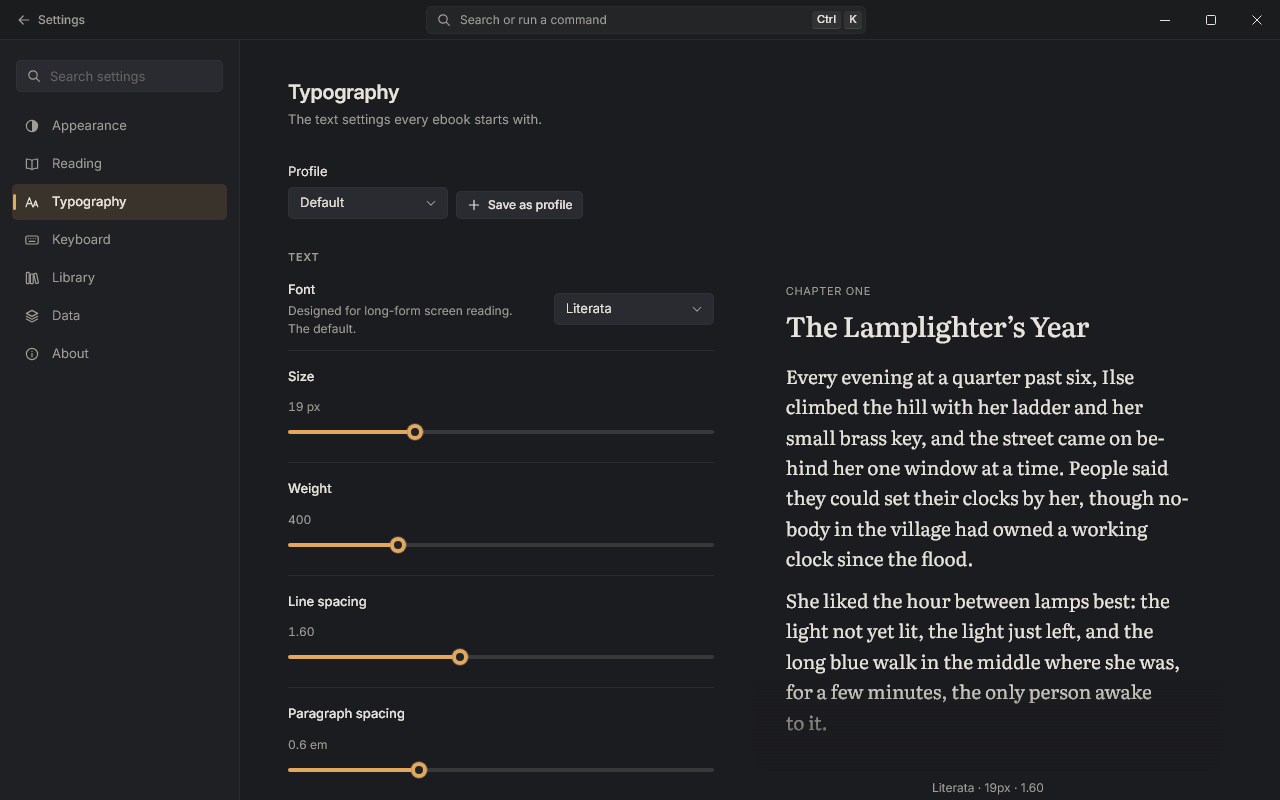 Settings
Search or run a command
Ctrl K
Search settings
Appearance
Reading
Typography
Keyboard
Library
Data
About
Typography
The text settings every ebook starts with.
Profile
Default
Save as profile
TEXT
Font
Designed for long-form screen reading.
The default.
Literata
Size
19 px
Weight
400
Line spacing
1.60
Paragraph spacing
0.6 em
CHAPTER ONE
The Lamplighter’s Year
Every evening at a quarter past six, Ilse
climbed the hill with her ladder and her
small brass key, and the street came on be-
hind her one window at a time. People said
they could set their clocks by her, though no-
body in the village had owned a working
clock since the flood.
She liked the hour between lamps best: the
light not yet lit, the light just left, and the
long blue walk in the middle where she was,
for a few minutes, the only person awake
to it.
Literata · 19px · 1.60